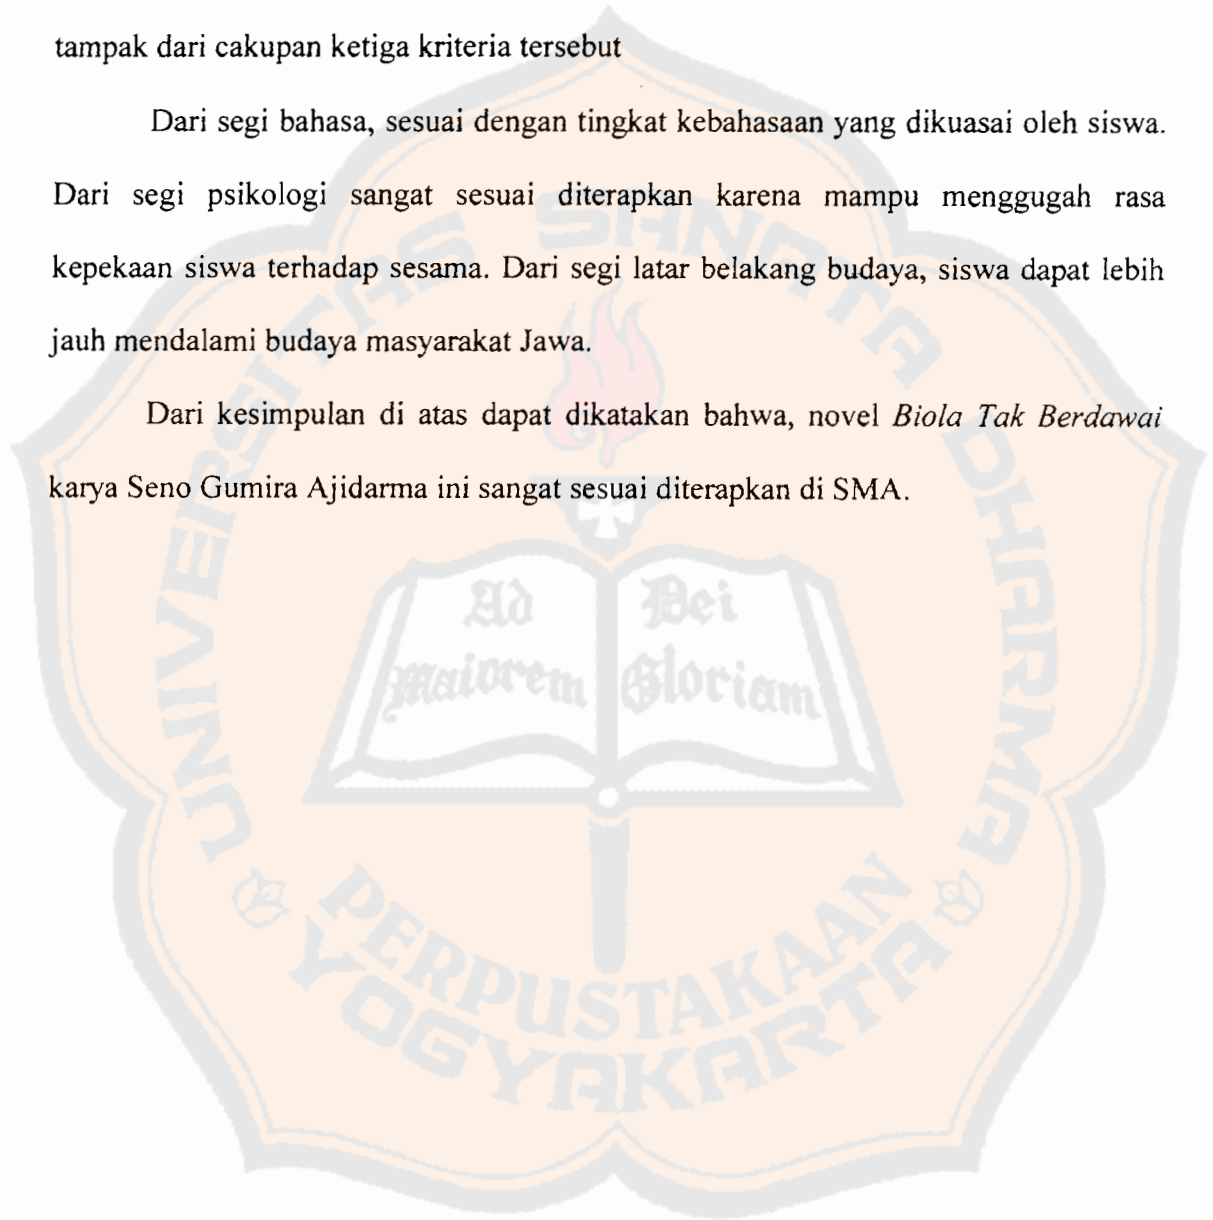 tampak dari cakupan ketiga kriteria tersebut
Dari segi bahasa, sesuai dengan tingkat kebahasaan yang dikuasai oleh siswa.
Dari segi psikologi sangat sesuai diterapkan karena mampu menggugah rasa
kepekaan siswa terhadap sesama. Dari segi latar belakang budaya, siswa dapat lebih
jauh mendalami budaya masyarakat Jawa.
Dari kesimpulan di atas dapat dikatakan bahwa, novel Biola Tak Berdawai
karya Seno Gumira Ajidarma ini sangat sesuai diterapkan di SMA.
UNIVERSITAS SANATA DHARMA
Ad Dei
Maiorem Gloriam
PERPUSTAKAAN
YOGYAKARTA